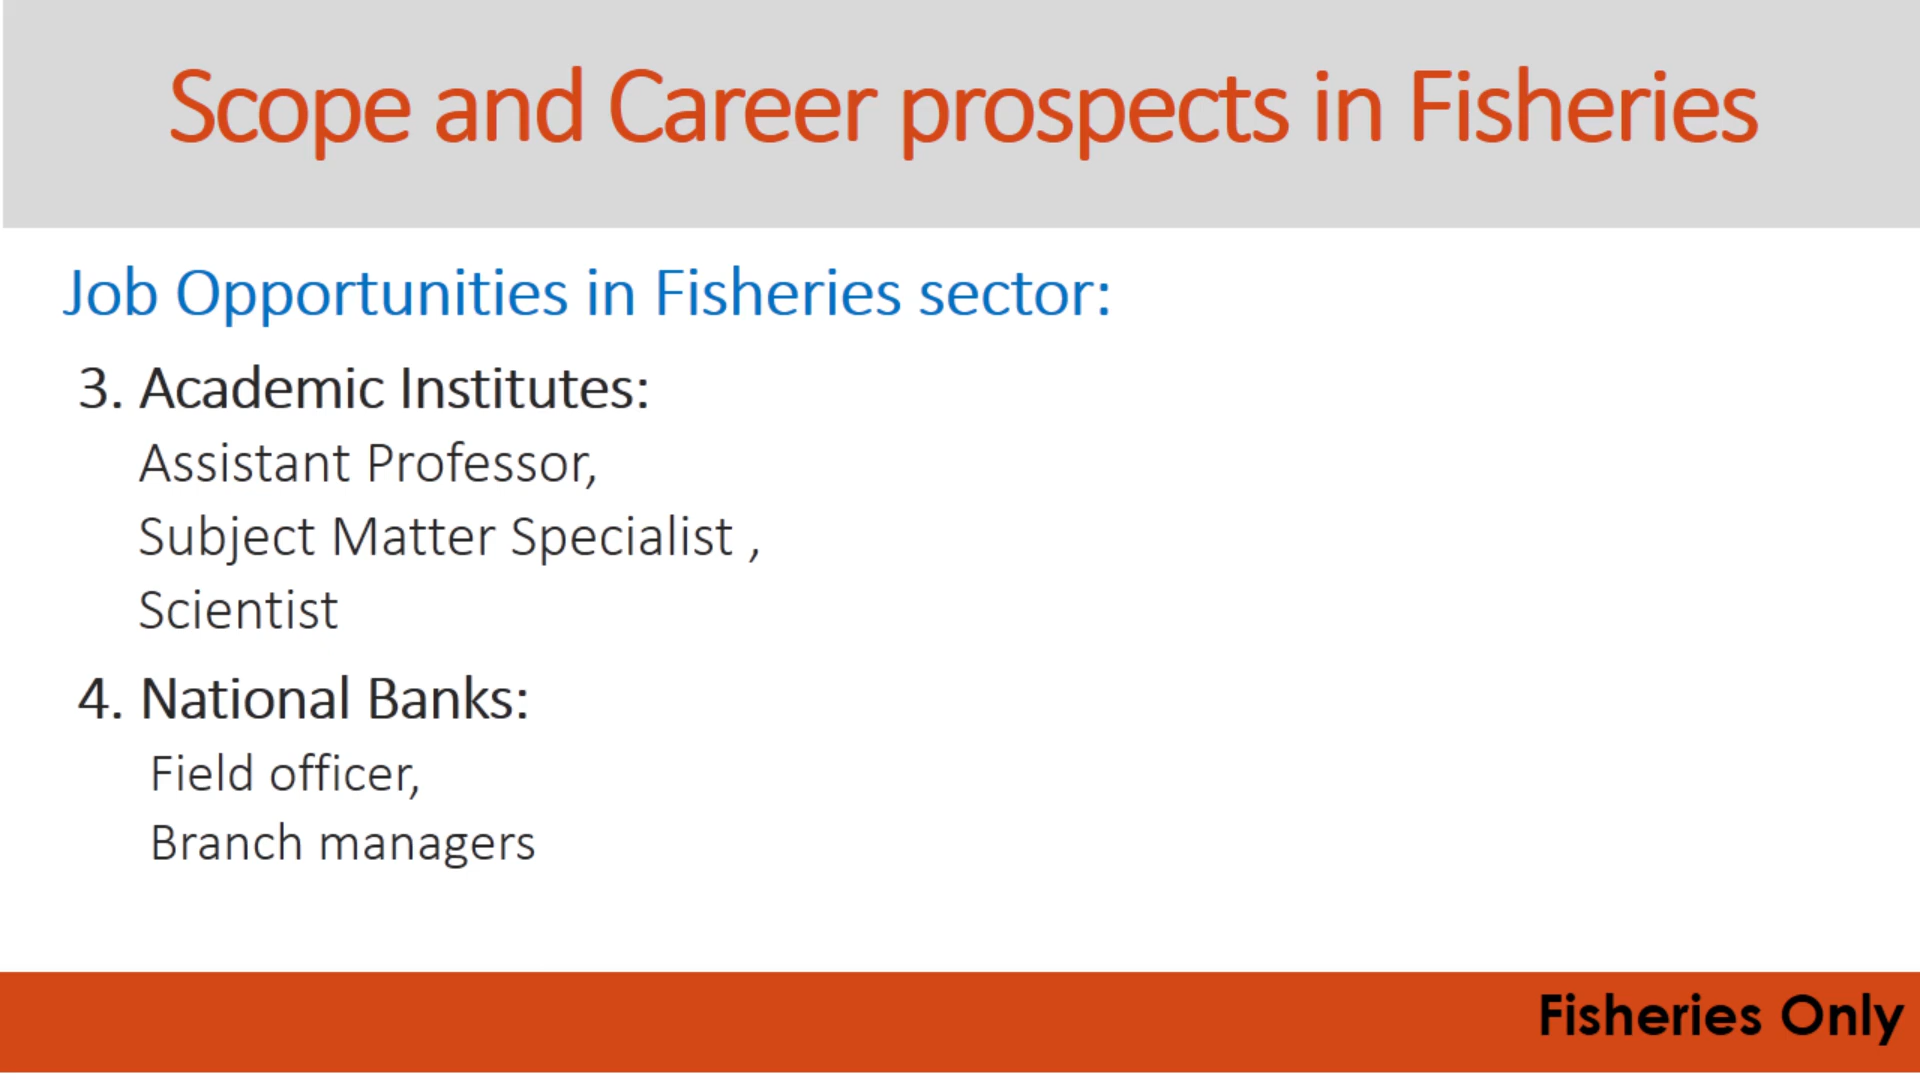 Scope and Career prospects in Fisheries
Job Opportunities in Fisheries sector:
3. Academic Institutes:
Assistant Professor,
Subject Matter Specialist ,
Scientist
4. National Banks:
Field officer,
Branch managers
Fisheries Only